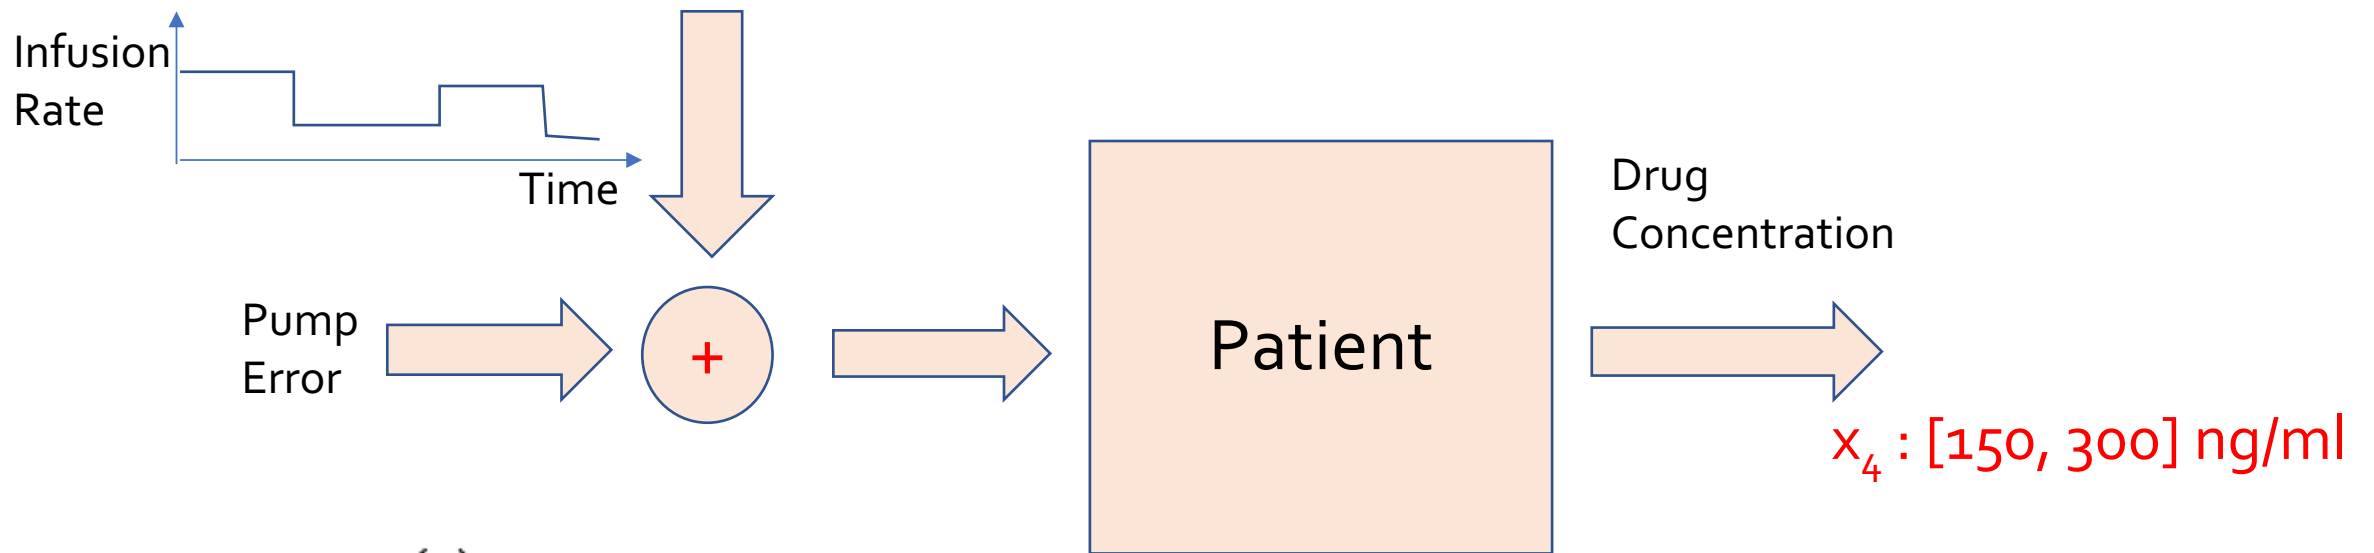 Infusion
Rate
Time
Pump
Error
+
Patient
Drug
Concentration
x₄ : [150, 300] ng/ml